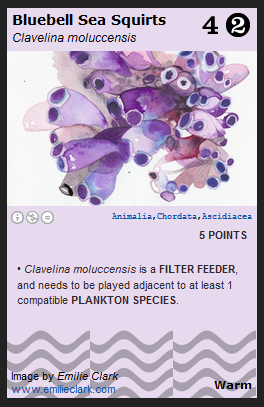 Bluebell Sea Squirts 4 2
Clavelina moluccensis
Animalia,Chordata,Ascidiacea
5 POINTS
• Clavelina moluccensis is a FILTER FEEDER,
and needs to be played adjacent to at least 1
compatible PLANKTON SPECIES.
Image by Emilie Clark
www.emilieclark.com
Warm